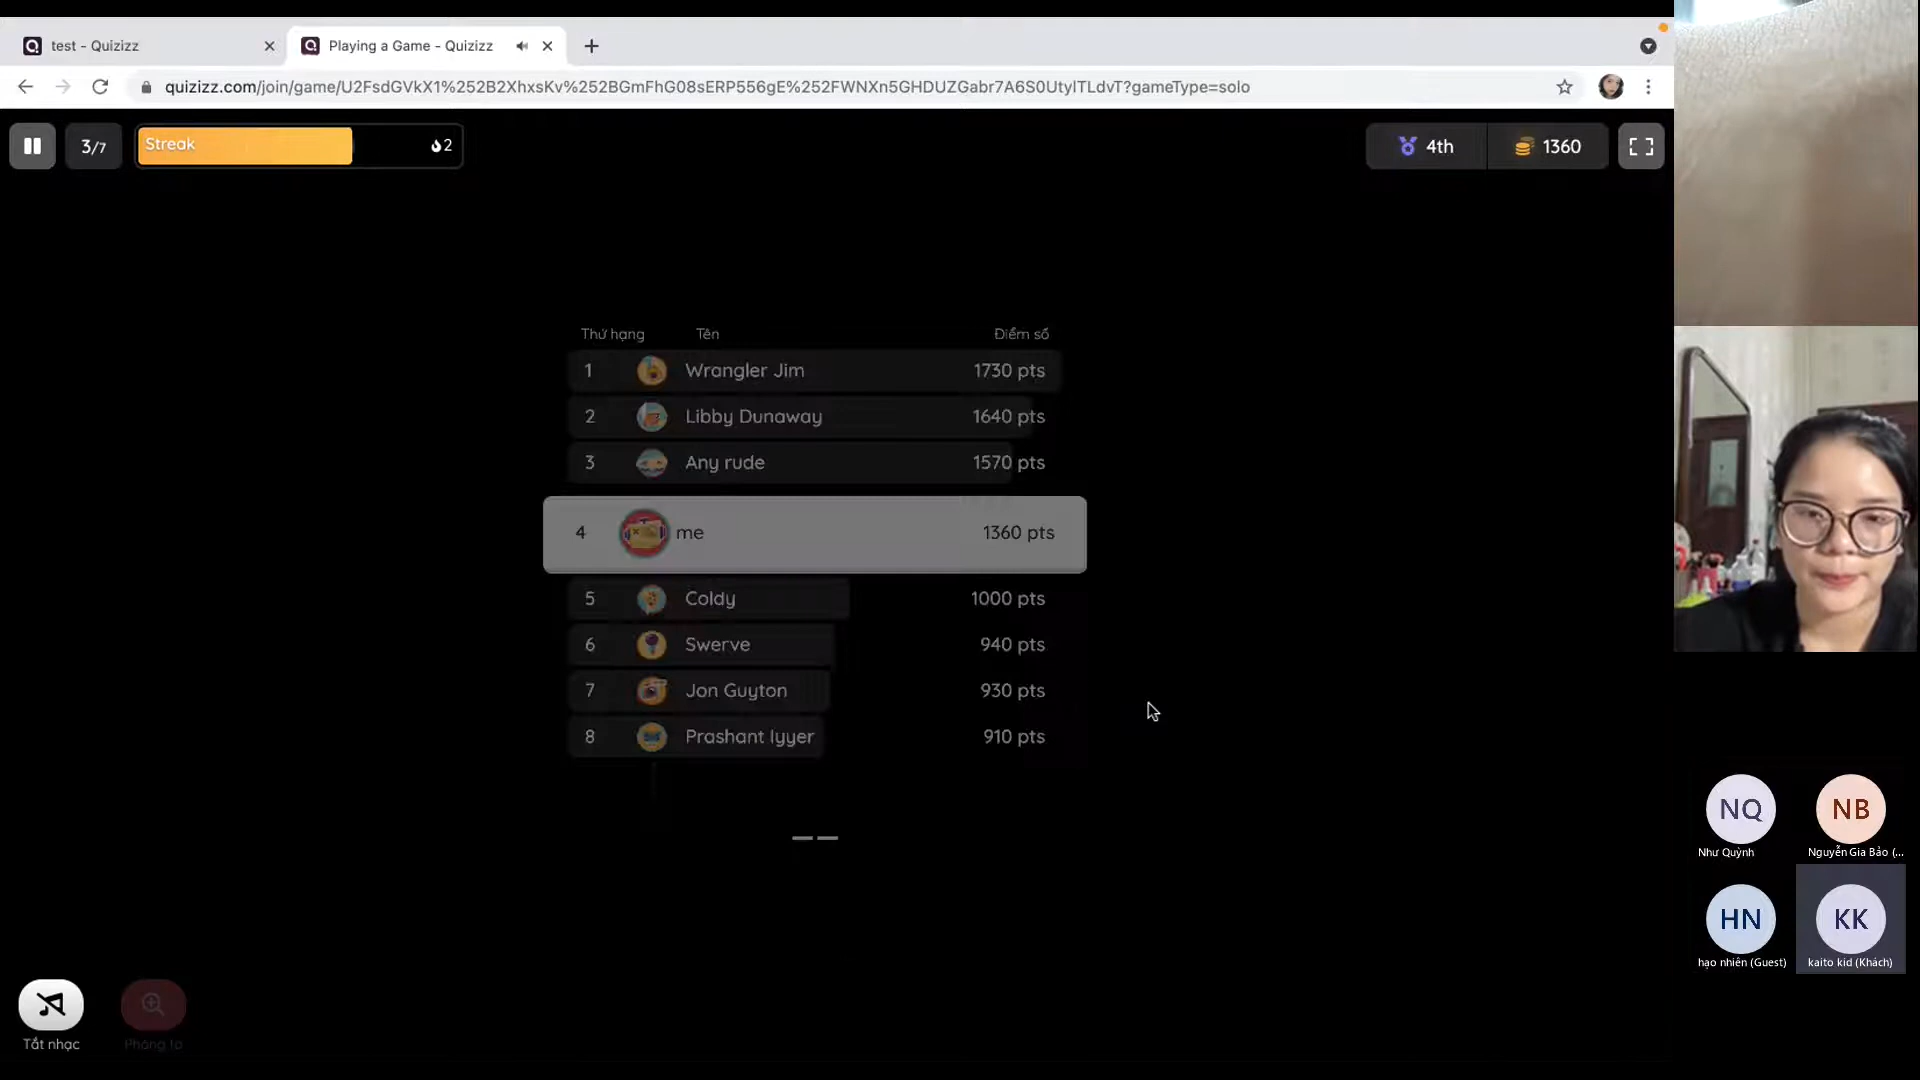 test - Quizizz
Playing a Game - Quizizz
quizizz.com/join/game/U2FsdGVkX1%252B2XhxsKv%252BGmFhG08sERP556gE%252FWNXn5GHDUZGabr7A6S0UtylTLdvT?gameType=solo
3/7
Streak
2
4th
1360
Thứ hạng Tên Điểm số
1 Wrangler Jim 1730 pts
2 Libby Dunaway 1640 pts
3 Any rude 1570 pts
4 me 1360 pts
5 Coldy 1000 pts
6 Swerve 940 pts
7 Jon Guyton 930 pts
8 Prashant Iyyer 910 pts
NQ
Như Quỳnh
NB
Nguyễn Gia Bảo (...
HN
hạo nhiên (Guest)
KK
kaito kid (Khách)
Tắt nhạc
Phóng to